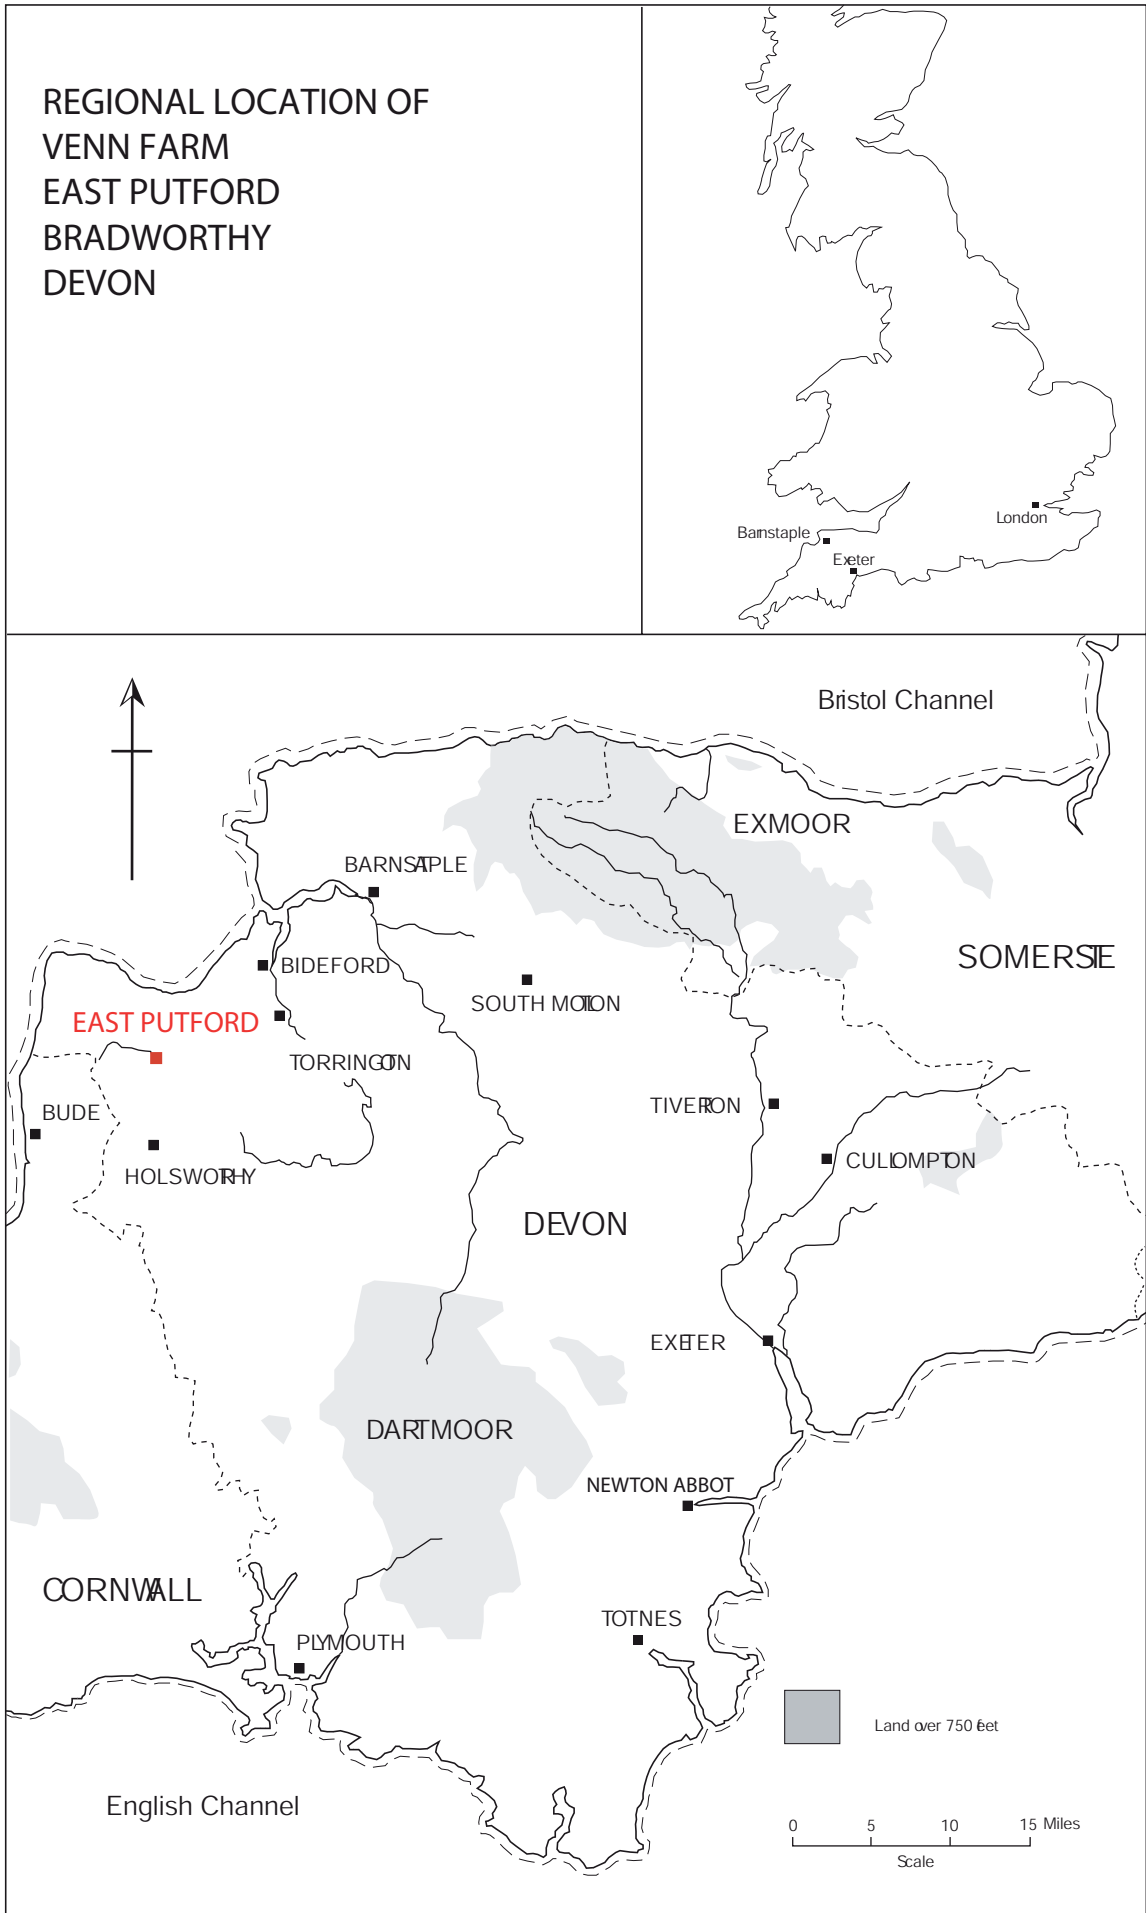 REGIONAL LOCATION OF
VENN FARM
EAST PUTFORD
BRADWORTHY
DEVON
London
Barnstaple
Exeter
Bristol Channel
EXMOOR
BARNSTAPLE
SOMERSTE
BIDEFORD
SOUTH MOLTON
EAST PUTFORD
TORRINGTON
BUDE
TIVERTON
CULLOMPTON
HOLSWORTHY
DEVON
EXETER
DARTMOOR
NEWTON ABBOT
CORNWALL
TOTNES
PLYMOUTH
Land over 750 feet
English Channel
0 5 10 15 Miles
Scale